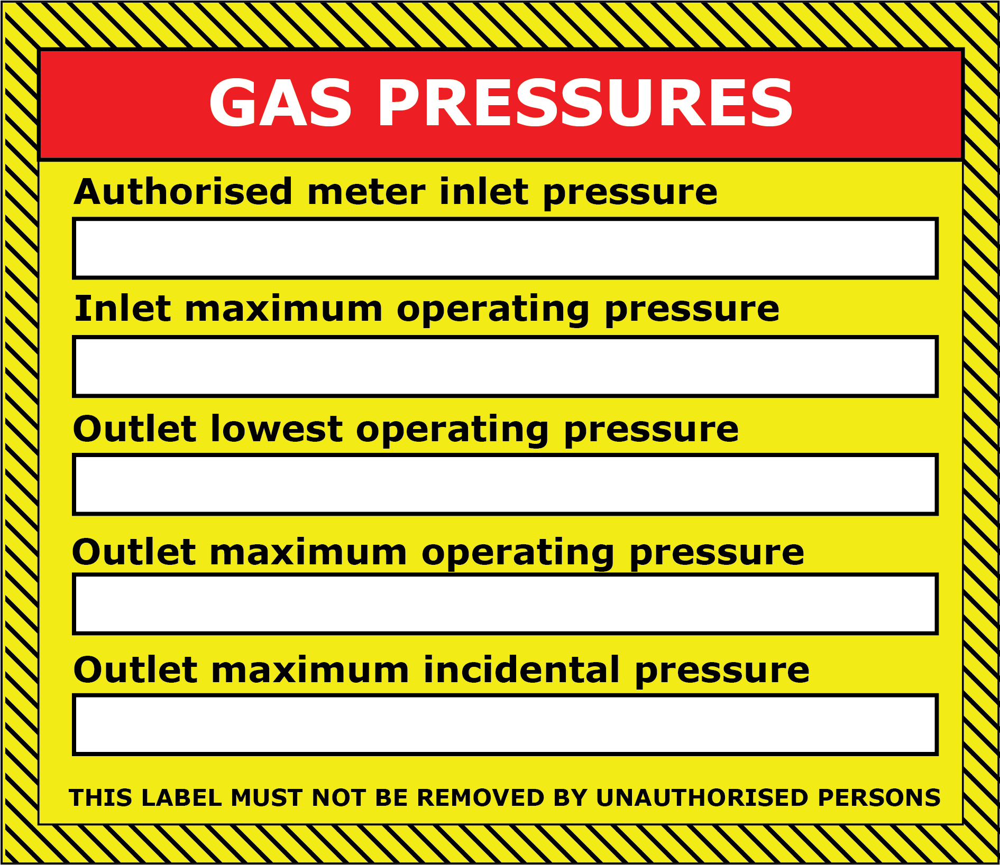 GAS PRESSURES
Authorised meter inlet pressure
Inlet maximum operating pressure
Outlet lowest operating pressure
Outlet maximum operating pressure
Outlet maximum incidental pressure
THIS LABEL MUST NOT BE REMOVED BY UNAUTHORISED PERSONS